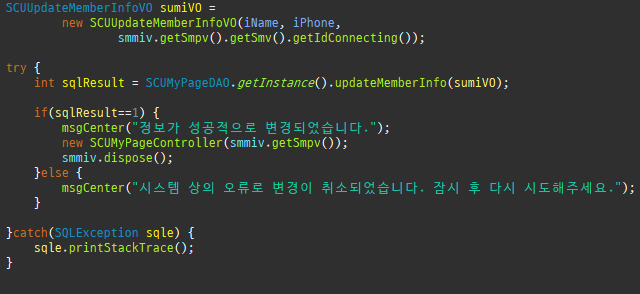 SCUUpdateMemberInfoVO sumiVO =
new SCUUpdateMemberInfoVO(iName, iPhone,
smmiv.getSmpv().getSmv().getIdConnecting());
try {
int sqlResult = SCUMyPageDAO.getInstance().updateMemberInfo(sumiVO);
if(sqlResult==1) {
msgCenter("정보가 성공적으로 변경되었습니다.");
new SCUMyPageController(smmiv.getSmpv());
smmiv.dispose();
}else {
msgCenter("시스템 상의 오류로 변경이 취소되었습니다. 잠시 후 다시 시도해주세요.");
}
}catch(SQLException sqle) {
sqle.printStackTrace();
}